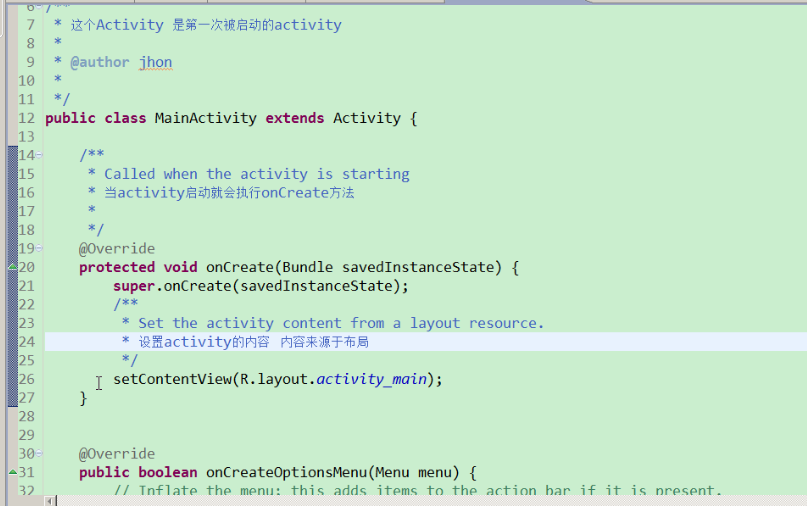 6 /**
7 * 这个Activity 是第一次被启动的activity
8 *
9 * @author jhon
10 *
11 */
12 public class MainActivity extends Activity {
13
14 /**
15 * Called when the activity is starting
16 * 当activity启动就会执行onCreate方法
17 *
18 */
19 @Override
20 protected void onCreate(Bundle savedInstanceState) {
21 super.onCreate(savedInstanceState);
22 /**
23 * Set the activity content from a layout resource.
24 * 设置activity的内容 内容来源于布局
25 */
26 setContentView(R.layout.activity_main);
27 }
28
29
30 @Override
31 public boolean onCreateOptionsMenu(Menu menu) {
32 // Inflate the menu; this adds items to the action bar if it is present.